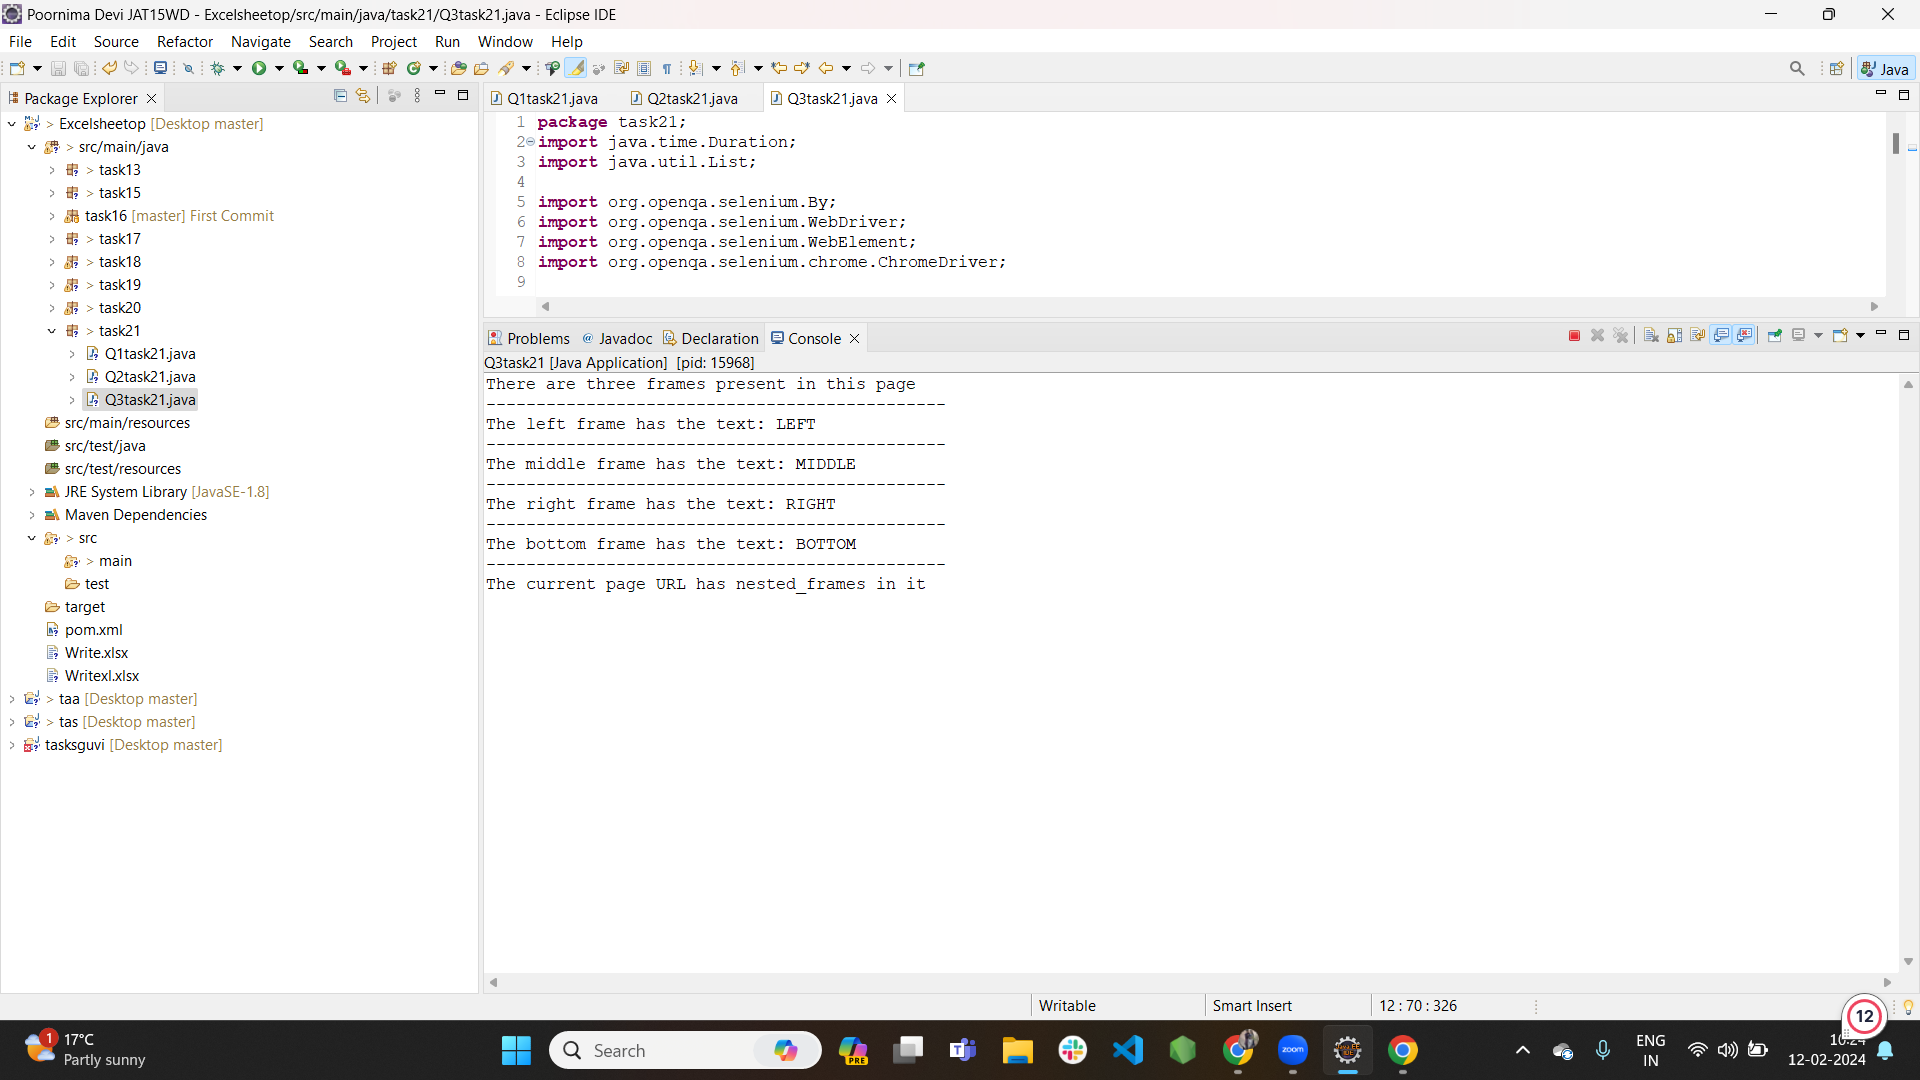 Poornima Devi JAT15WD - Excelsheetop/src/main/java/task21/Q3task21.java - Eclipse IDE
File Edit Source Refactor Navigate Search Project Run Window Help
Java
Package Explorer
> Excelsheetop [Desktop master]
> src/main/java
> task13
> task15
task16 [master] First Commit
> task17
> task18
> task19
> task20
> task21
Q1task21.java
Q2task21.java
Q3task21.java
src/main/resources
src/test/java
src/test/resources
JRE System Library [JavaSE-1.8]
Maven Dependencies
> src
> main
test
target
pom.xml
Write.xlsx
Writexl.xlsx
> taa [Desktop master]
> tas [Desktop master]
tasksguvi [Desktop master]
Q1task21.java Q2task21.java Q3task21.java
1 package task21;
2 import java.time.Duration;
3 import java.util.List;
4
5 import org.openqa.selenium.By;
6 import org.openqa.selenium.WebDriver;
7 import org.openqa.selenium.WebElement;
8 import org.openqa.selenium.chrome.ChromeDriver;
9
Problems @ Javadoc Declaration Console
Q3task21 [Java Application] [pid: 15968]
There are three frames present in this page
----------------------------------------------
The left frame has the text: LEFT
----------------------------------------------
The middle frame has the text: MIDDLE
----------------------------------------------
The right frame has the text: RIGHT
----------------------------------------------
The bottom frame has the text: BOTTOM
----------------------------------------------
The current page URL has nested_frames in it
Writable Smart Insert 12 : 70 : 326
12
1
17°C
Partly sunny
Search
PRE
zoom
ENG
IN
10:24
12-02-2024